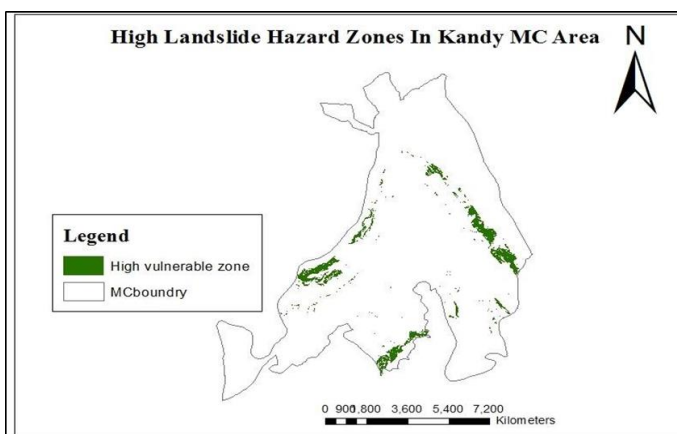 High Landslide Hazard Zones In Kandy MC Area
N
Legend
High vulnerable zone
MCboundry
0 900 1,800 3,600 5,400 7,200
Kilometers